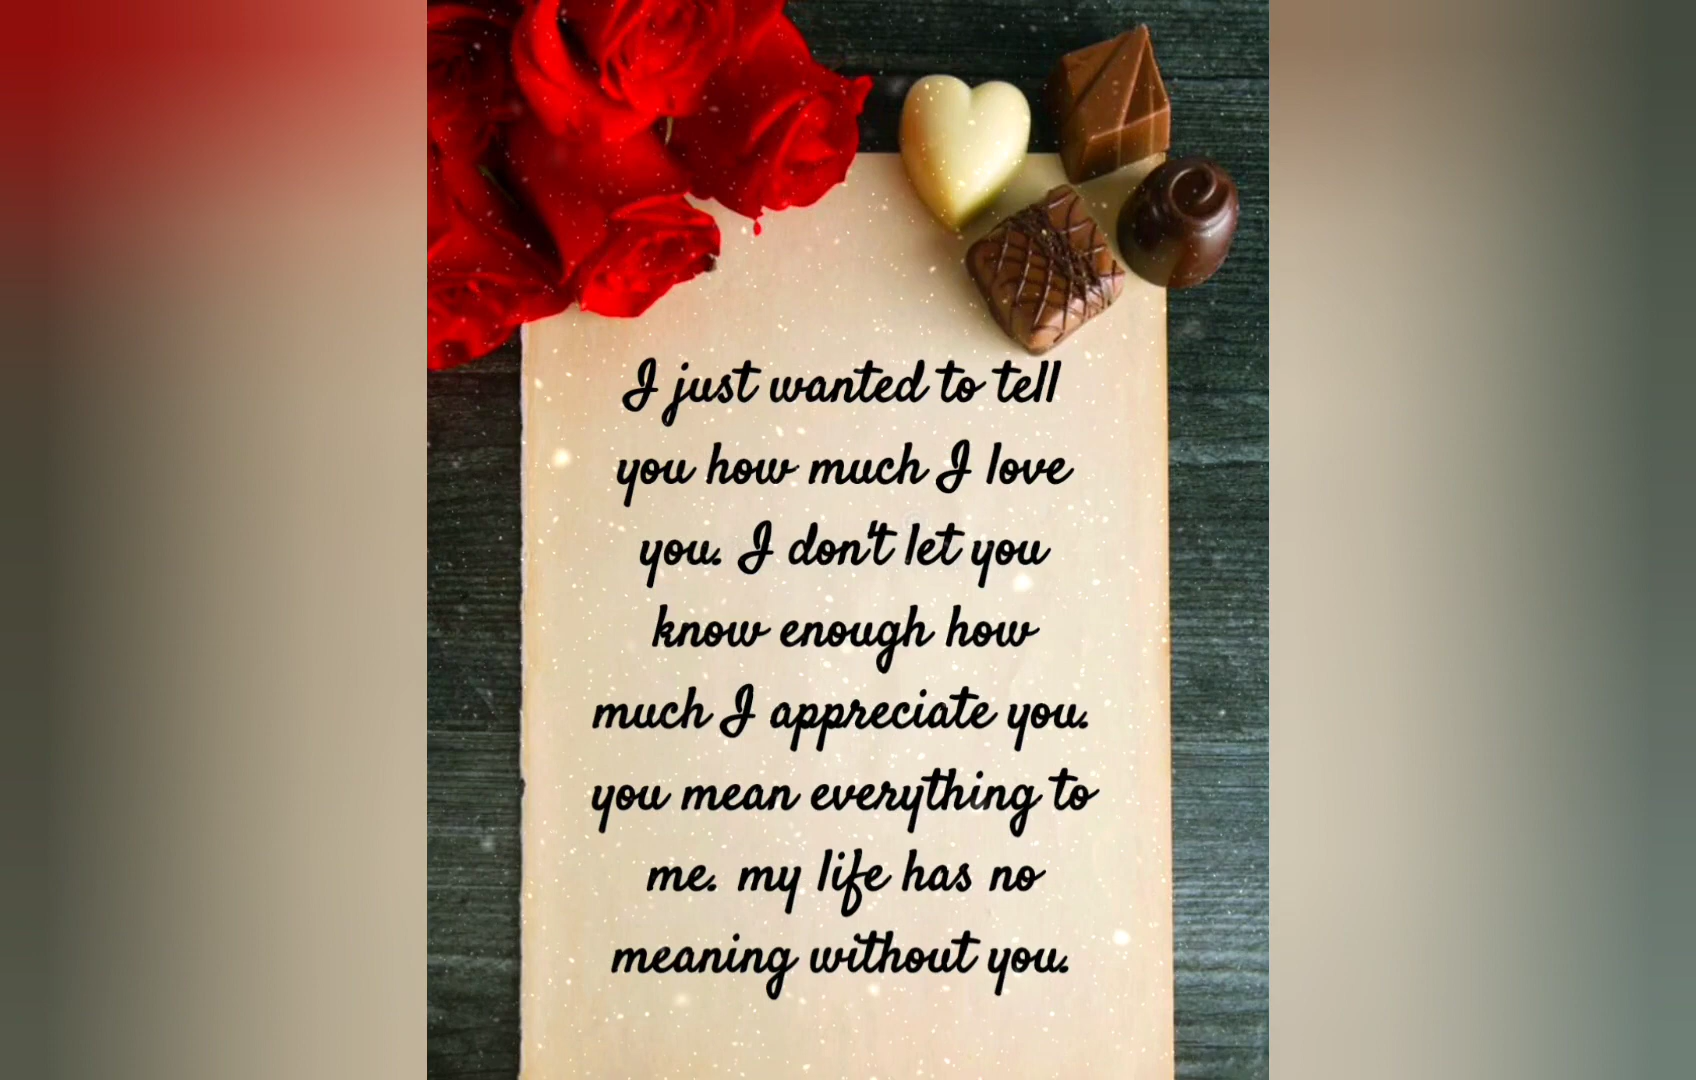 I just wanted to tell
you how much I love
you. I don't let you
know enough how
much I appreciate you.
you mean everything to
me. my life has no
meaning without you.